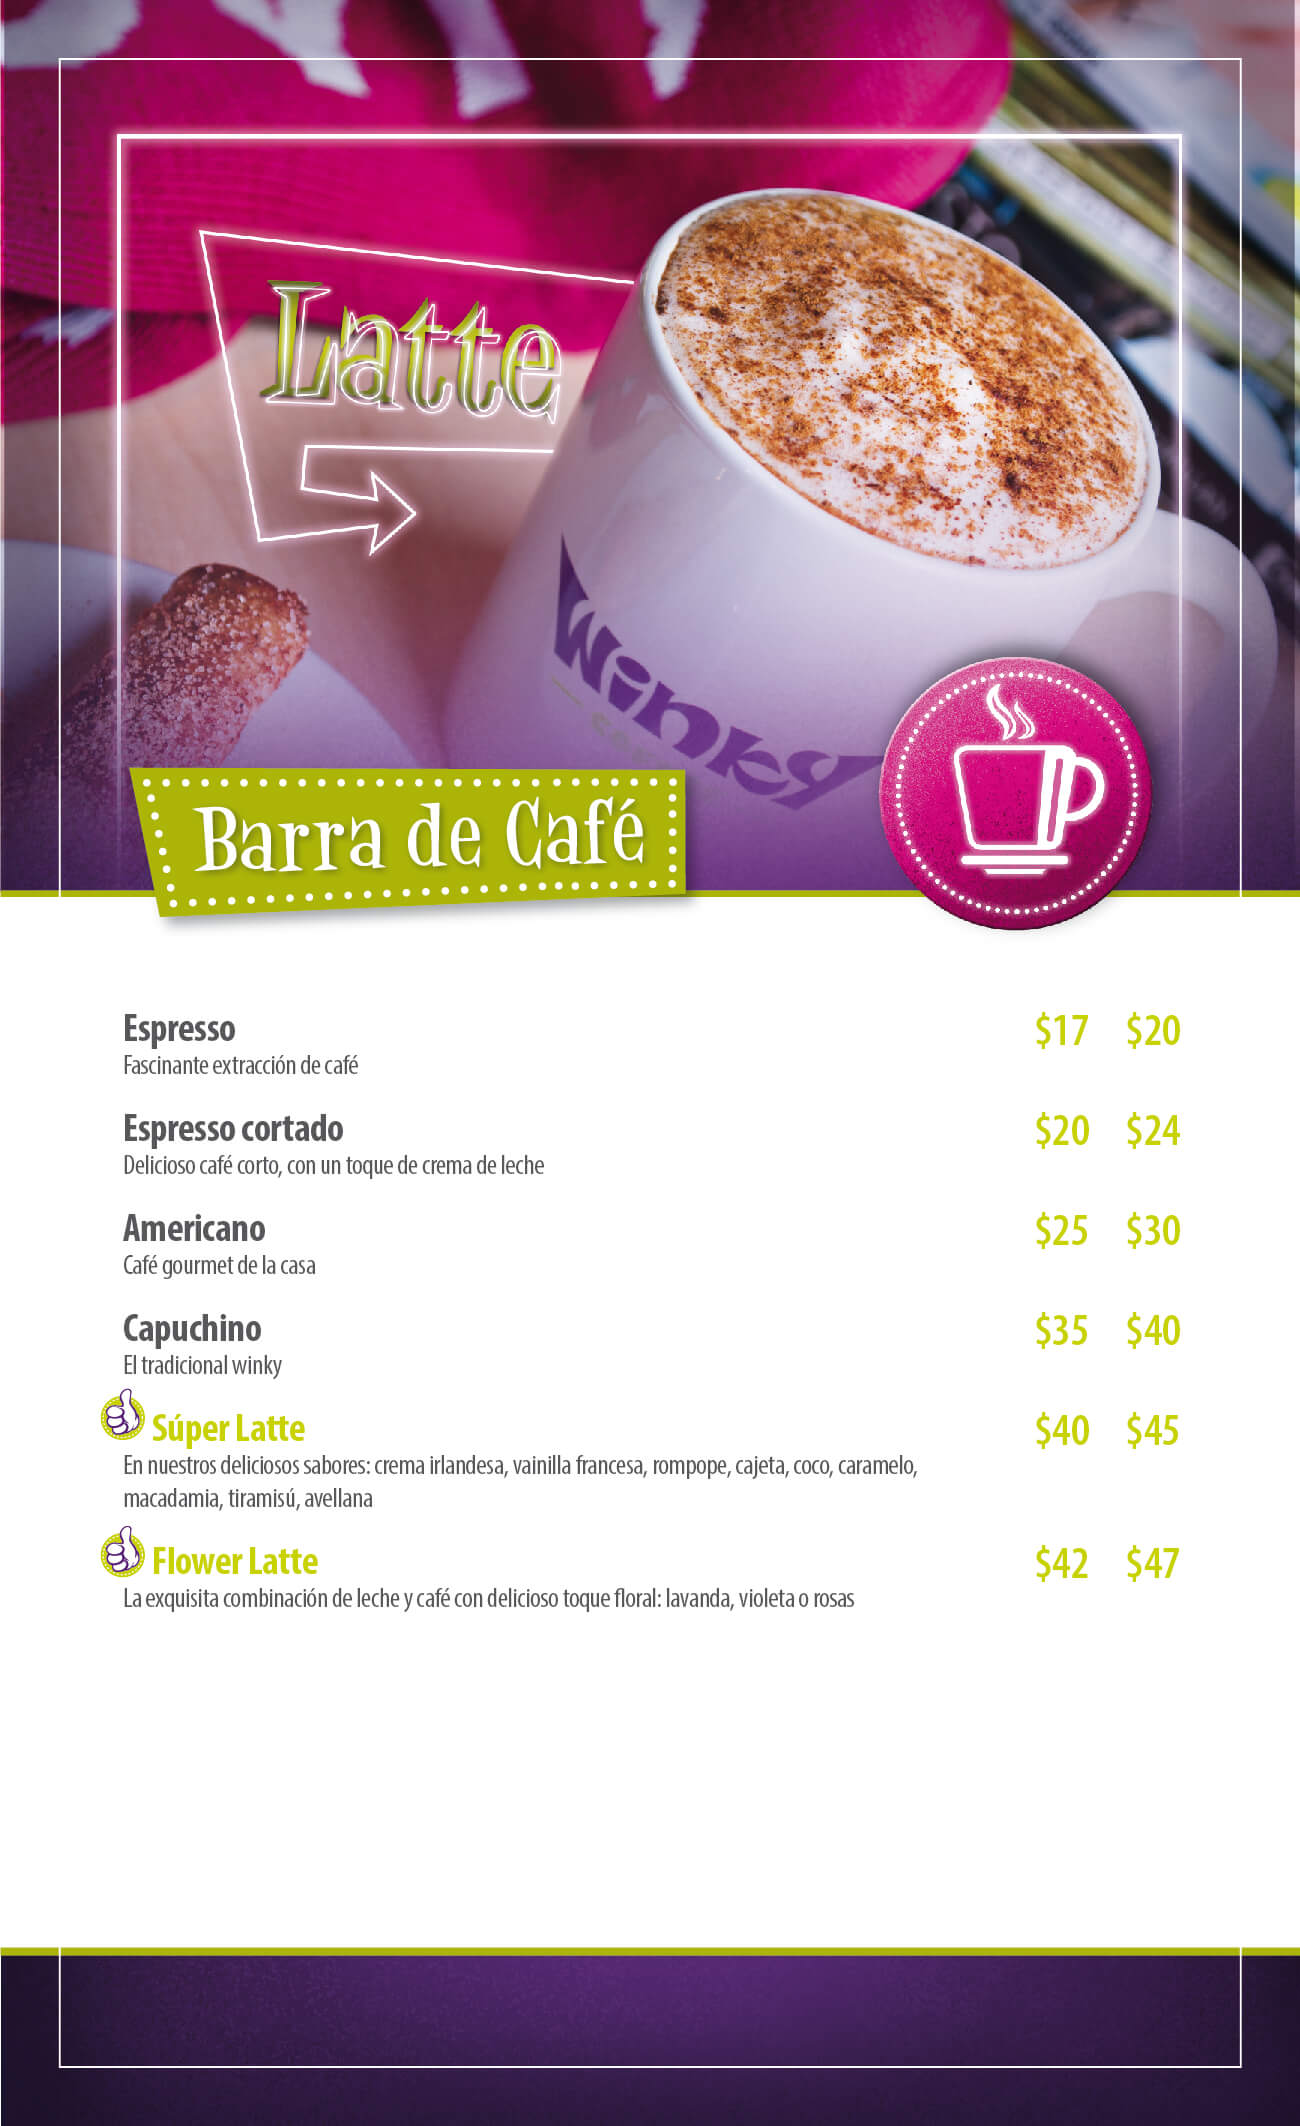 Latte
Winky
Barra de Café
Espresso $17 $20
Fascinante extracción de café
Espresso cortado $20 $24
Delicioso café corto, con un toque de crema de leche
Americano $25 $30
Café gourmet de la casa
Capuchino $35 $40
El tradicional winky
Súper Latte $40 $45
En nuestros deliciosos sabores: crema irlandesa, vainilla francesa, rompope, cajeta, coco, caramelo,
macadamia, tiramisú, avellana
Flower Latte $42 $47
La exquisita combinación de leche y café con delicioso toque floral: lavanda, violeta o rosas